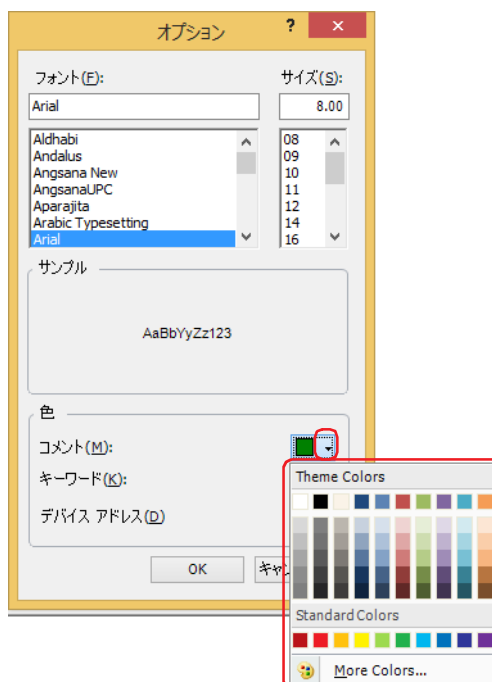 オプション
?
×
フォント(F):
サイズ(S):
Arial
8.00
Aldhabi
Andalus
Angsana New
AngsanaUPC
Aparajita
Arabic Typesetting
Arial
08
09
10
11
12
14
16
サンプル
AaBbYyZz123
色
コメント(M):
キーワード(K):
デバイス アドレス(D)
OK
キャン
Theme Colors
Standard Colors
More Colors...